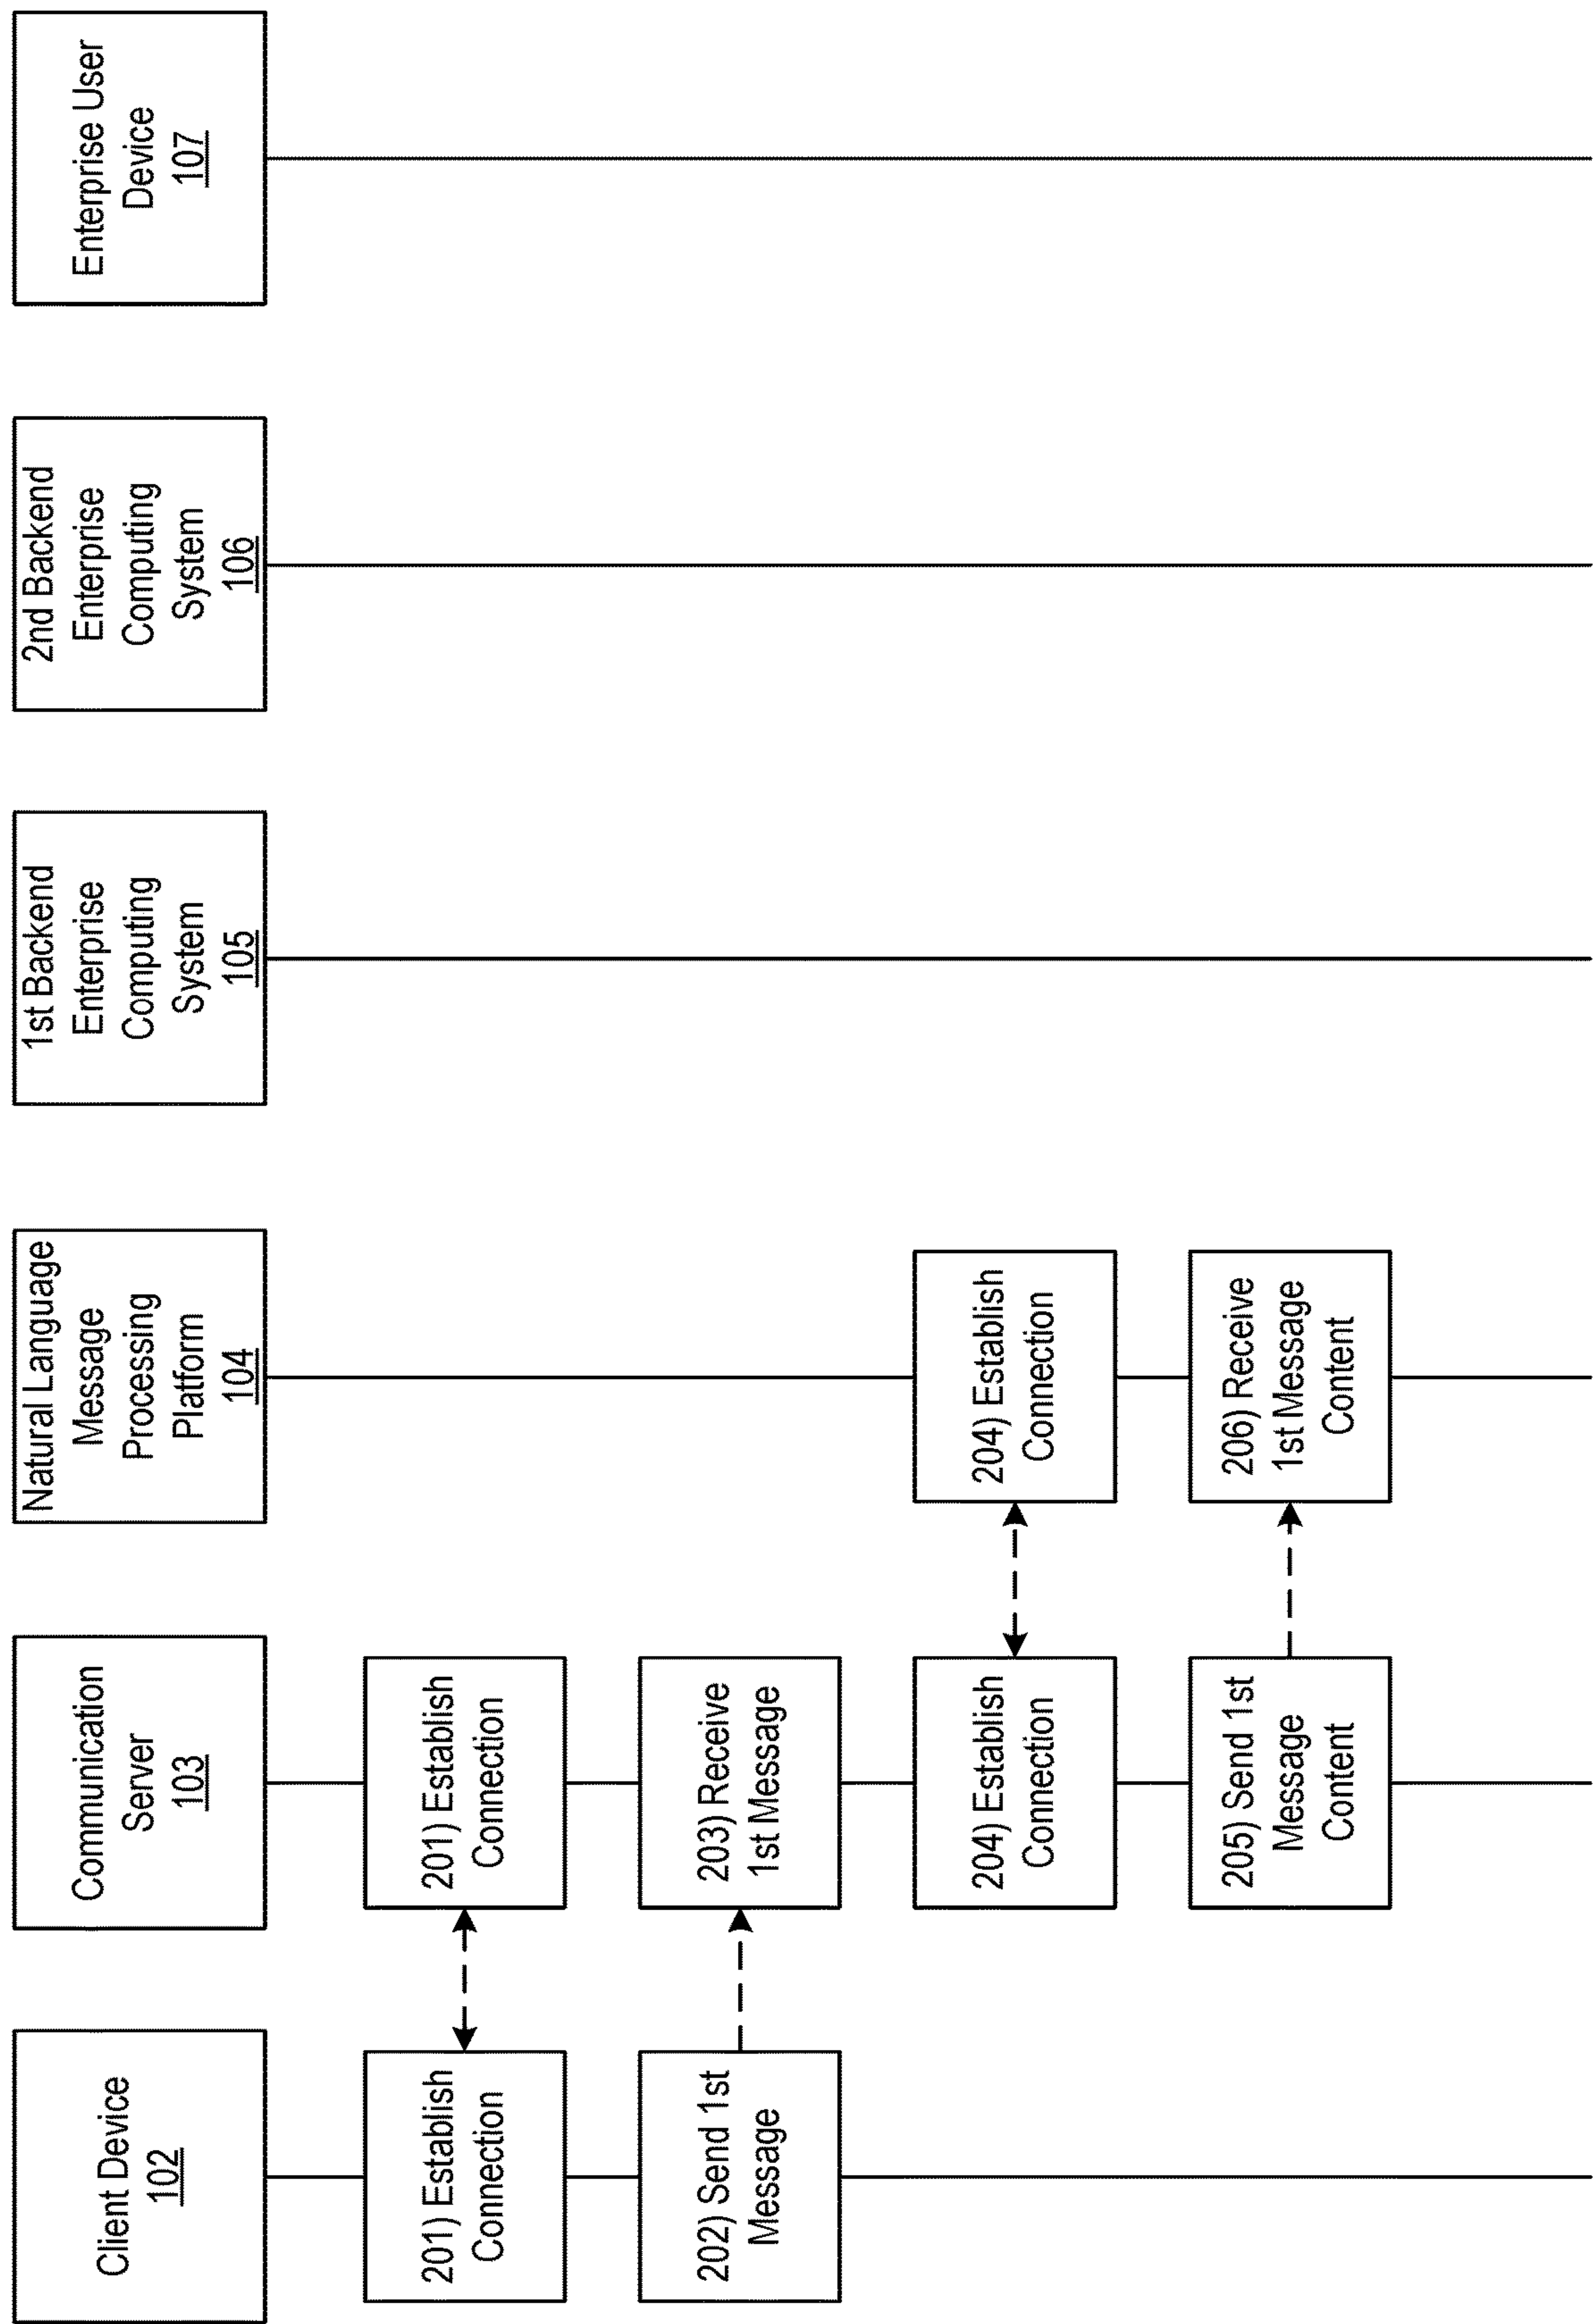 Client Device
102
Communication
Server
103
Natural Language
Message
Processing
Platform
104
1st Backend
Enterprise
Computing
System
105
2nd Backend
Enterprise
Computing
System
106
Enterprise User
Device
107
201) Establish
Connection
201) Establish
Connection
202) Send 1st
Message
203) Receive
1st Message
204) Establish
Connection
204) Establish
Connection
205) Send 1st
Message
Content
206) Receive
1st Message
Content